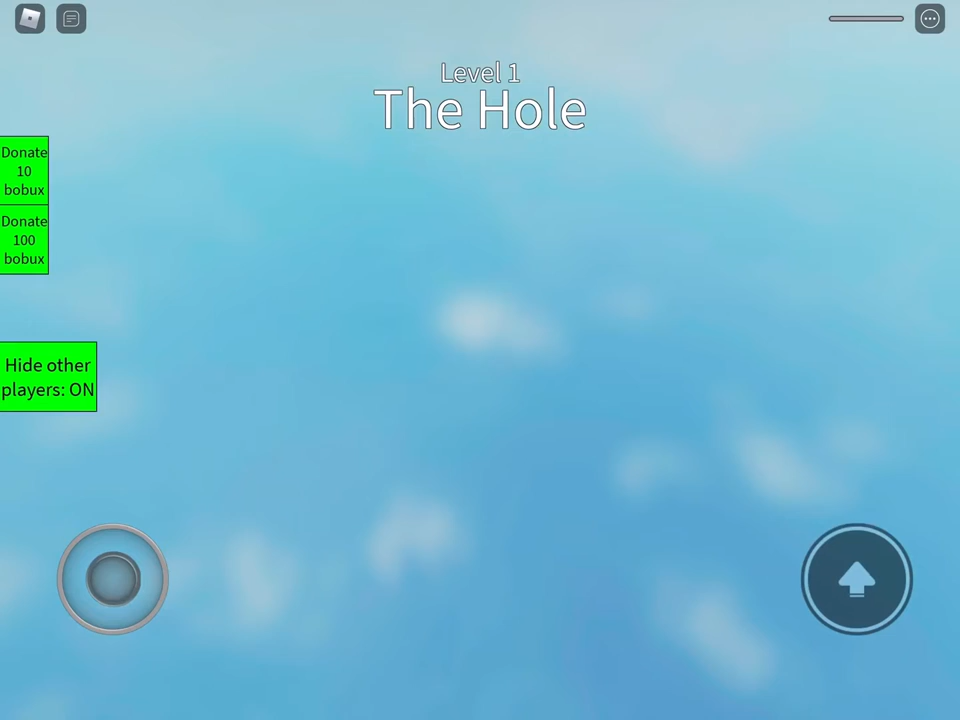 Level 1
The Hole
Donate
10
bobux
Donate
100
bobux
Hide other
players: ON